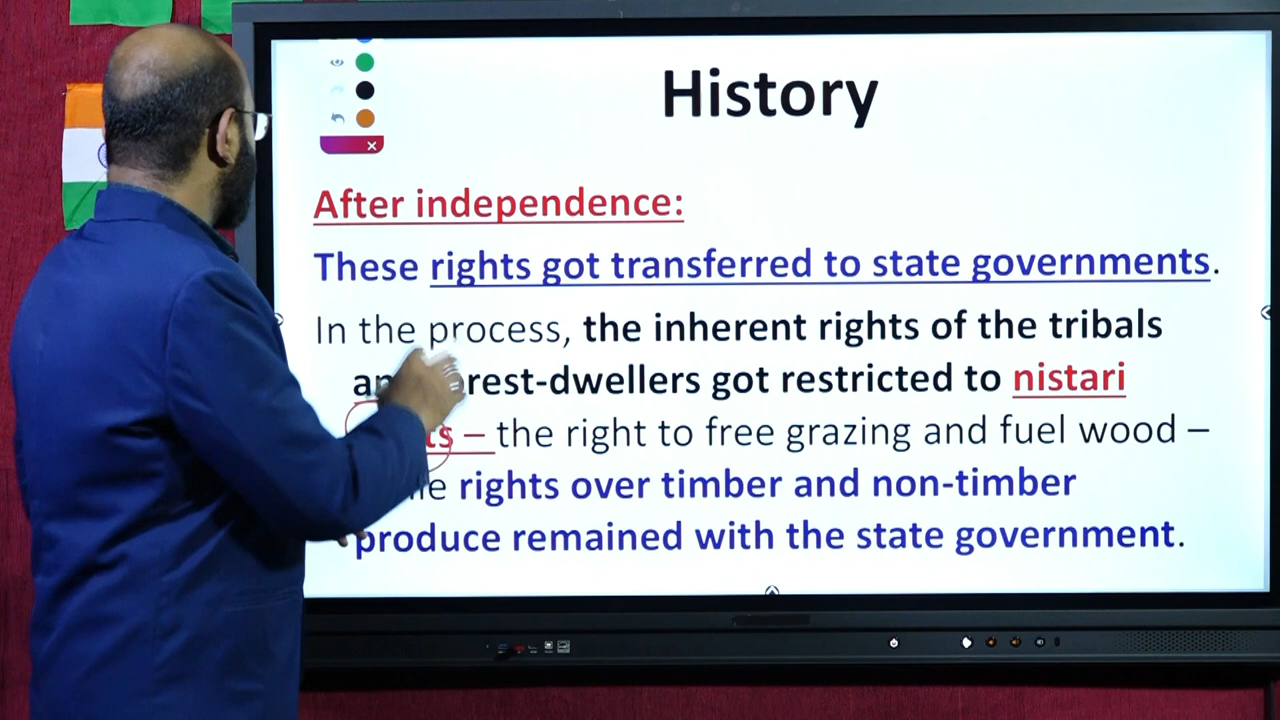 History
After independence:
These rights got transferred to state governments.
In the process, the inherent rights of the tribals
rest-dwellers got restricted to nistari
– the right to free grazing and fuel wood –
rights over timber and non-timber
produce remained with the state government.